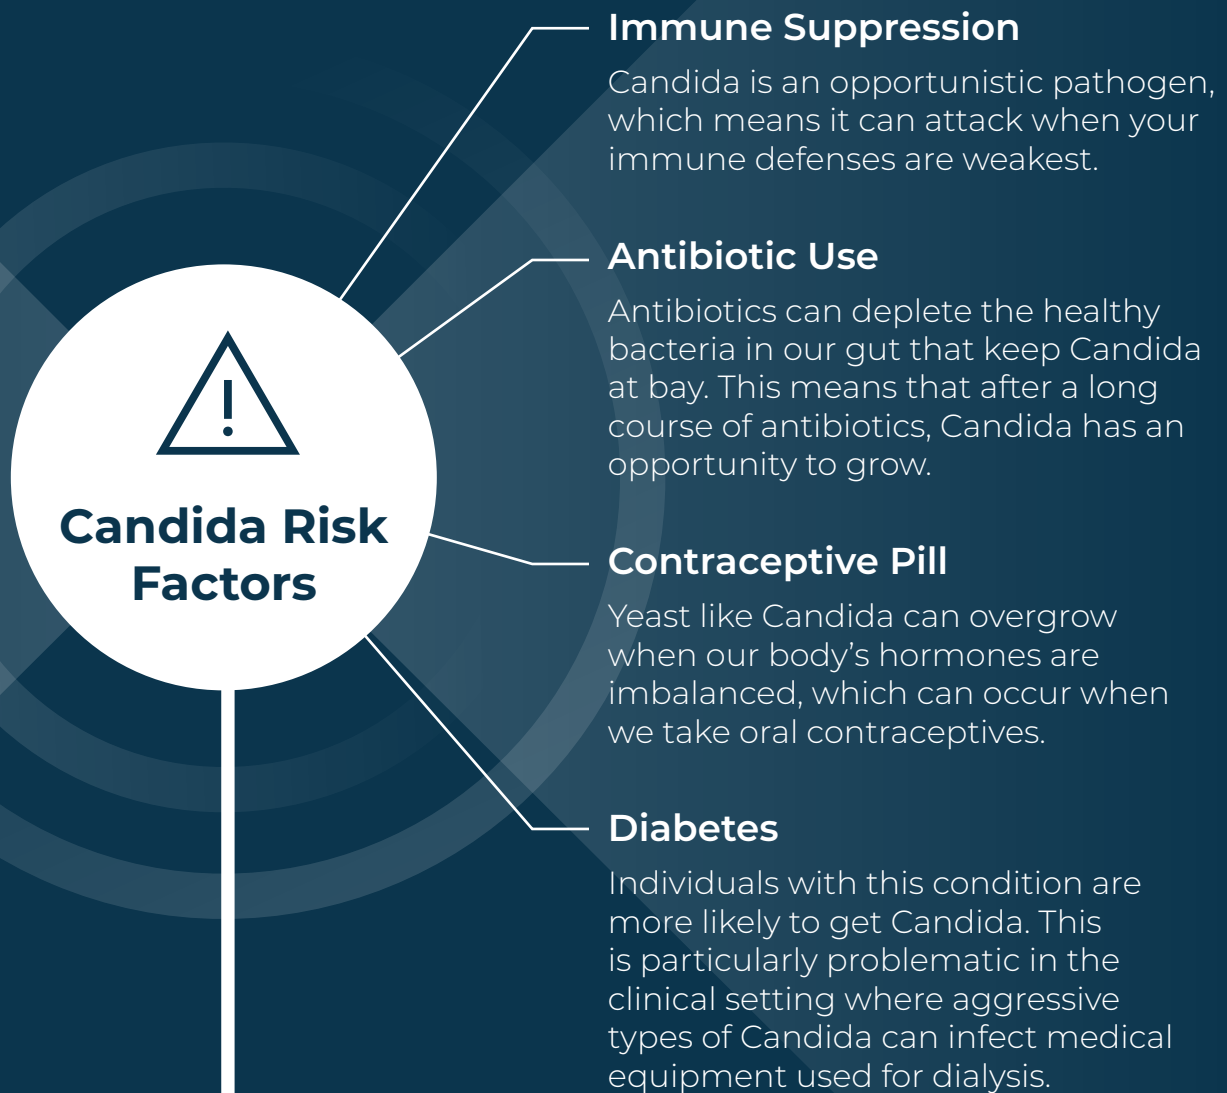 Candida Risk
Factors
Immune Suppression
Candida is an opportunistic pathogen,
which means it can attack when your
immune defenses are weakest.
Antibiotic Use
Antibiotics can deplete the healthy
bacteria in our gut that keep Candida
at bay. This means that after a long
course of antibiotics, Candida has an
opportunity to grow.
Contraceptive Pill
Yeast like Candida can overgrow
when our body’s hormones are
imbalanced, which can occur when
we take oral contraceptives.
Diabetes
Individuals with this condition are
more likely to get Candida. This
is particularly problematic in the
clinical setting where aggressive
types of Candida can infect medical
equipment used for dialysis.